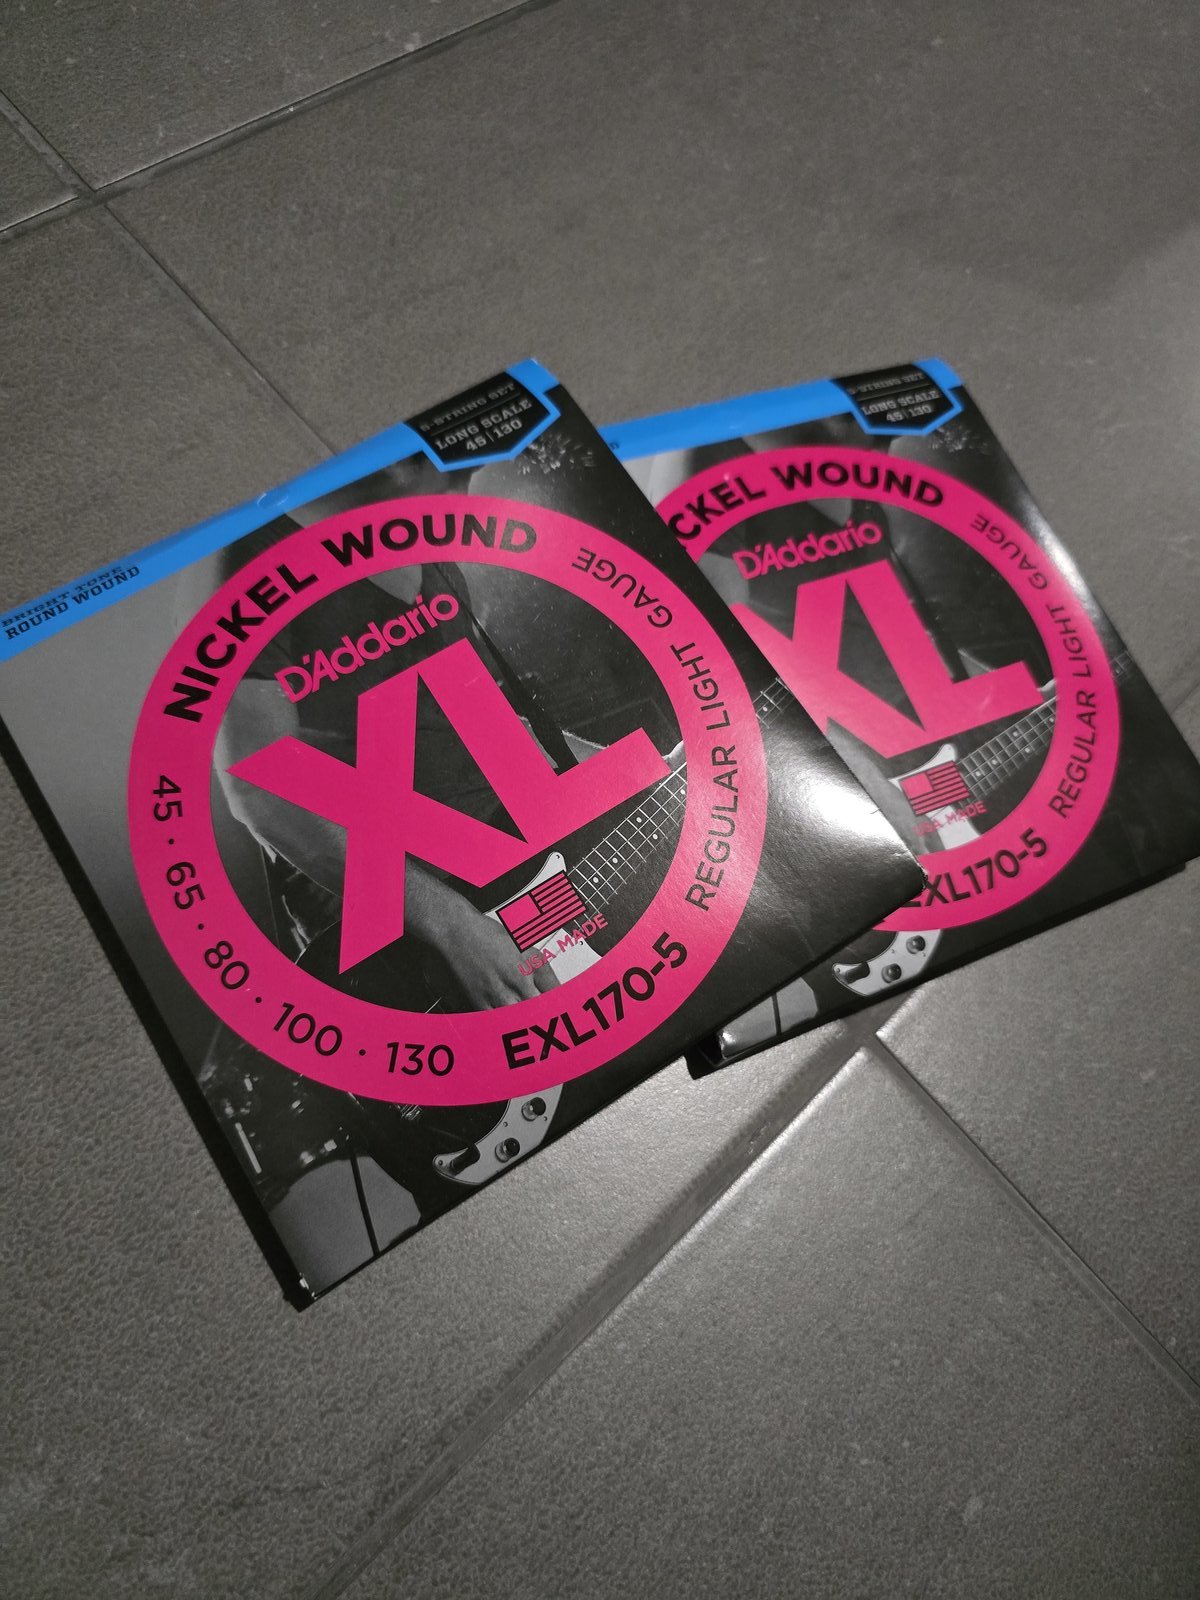 5-STRING SET
LONG SCALE
45|130
BRIGHT TONE
ROUND WOUND
NICKEL WOUND
REGULAR LIGHT GAUGE
D'Addario
XL
USA MADE
45 · 65 · 80 · 100 · 130
EXL170-5
5-STRING SET
LONG SCALE
45|130
CKEL WOUND
REGULAR LIGHT GAUGE
D'Addario
XL
USA MADE
EXL170-5